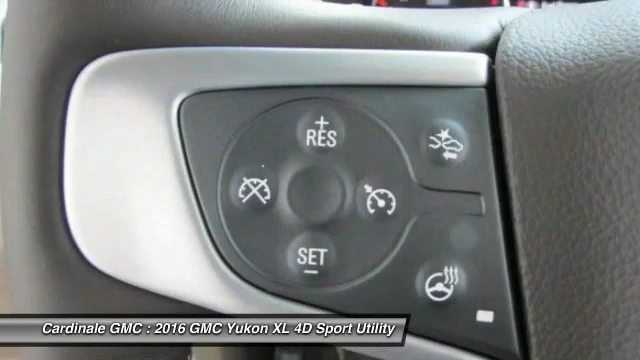 +
RES
SET
−
Cardinale GMC : 2016 GMC Yukon XL 4D Sport Utility